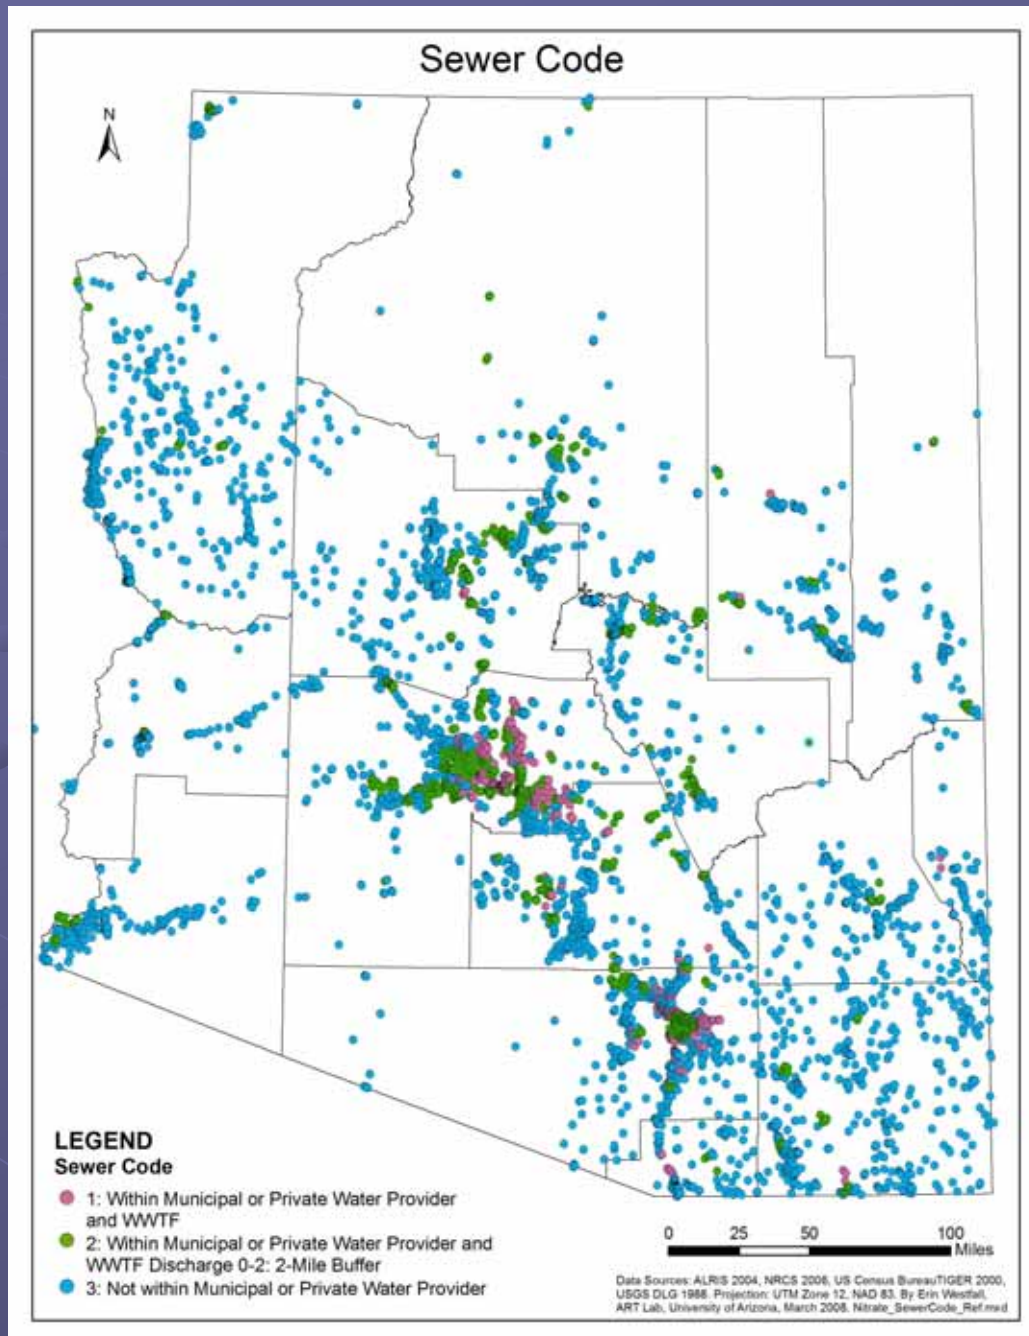 Sewer Code
N
LEGEND
Sewer Code
1: Within Municipal or Private Water Provider
and WWTF
2: Within Municipal or Private Water Provider and
WWTF Discharge 0-2: 2-Mile Buffer
3: Not within Municipal or Private Water Provider
0 25 50 100
Miles
Data Sources: ALRIS 2004, NRCS 2006, US Census BureauTIGER 2000,
USGS DLG 1988. Projection: UTM Zone 12, NAD 83. By Erin Westfall,
ART Lab, University of Arizona, March 2008. Nitrate_SewerCode_Ref.mxd